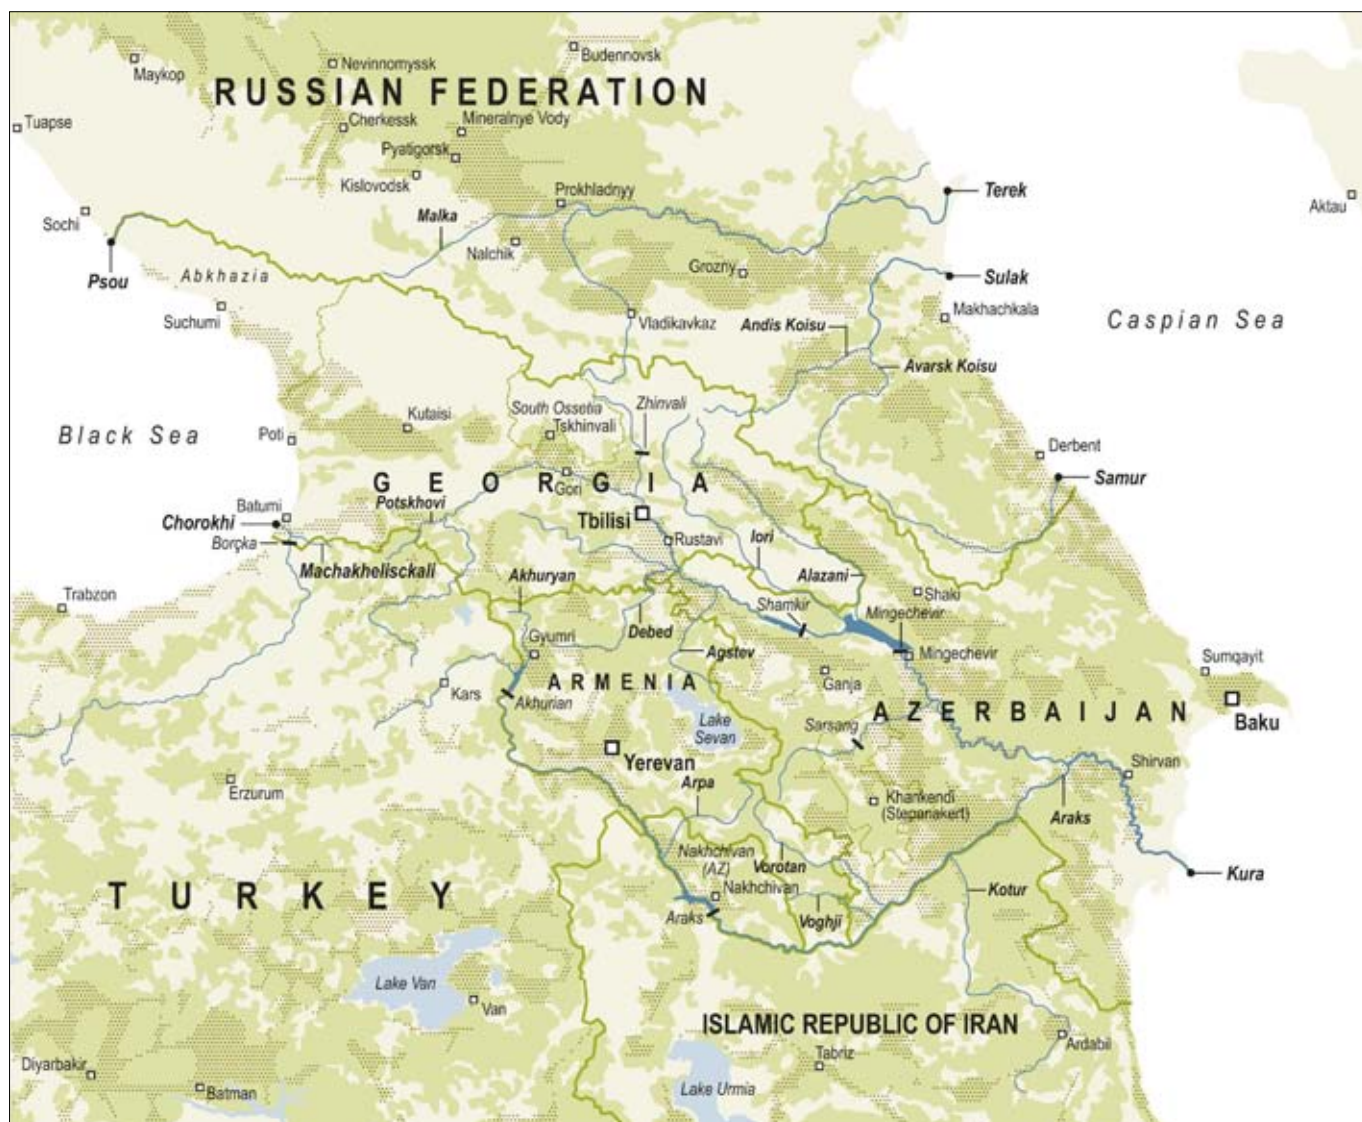 Budennovsk
Maykop
Nevinnomyssk
RUSSIAN FEDERATION
Tuapse
Cherkessk
Mineralnye Vody
Pyatigorsk
Kislovodsk
Prokhladnyy
Terek
Aktau
Sochi
Malka
Nalchik
Grozny
Psou
Abkhazia
Sulak
Suchumi
Vladikavkaz
Andis Koisu
Makhachkala
Caspian Sea
Avarsk Koisu
South Ossetia
Zhinvali
Kutaisi
Tskhinvali
Black Sea
Poti
Derbent
GEORGIA
Gori
Samur
Potskhovi
Batumi
Chorokhi
Tbilisi
Borçka
Rustavi
Iori
Machakhelisckali
Akhuryan
Alazani
Trabzon
Shaki
Shamkir
Mingechevir
Debed
Gyumri
Agstev
Mingechevir
Sumqayit
ARMENIA
Ganja
Kars
Akhurian
Lake
Sevan
AZERBAIJAN
Baku
Sarsang
Yerevan
Shirvan
Arpa
Erzurum
Khankendi
(Stepanakert)
Araks
Nakhchivan
(AZ)
Vorotan
Kura
TURKEY
Nakhchivan
Kotur
Araks
Voghji
Lake Van
Van
ISLAMIC REPUBLIC OF IRAN
Ardabil
Tabriz
Diyarbakir
Batman
Lake Urmia